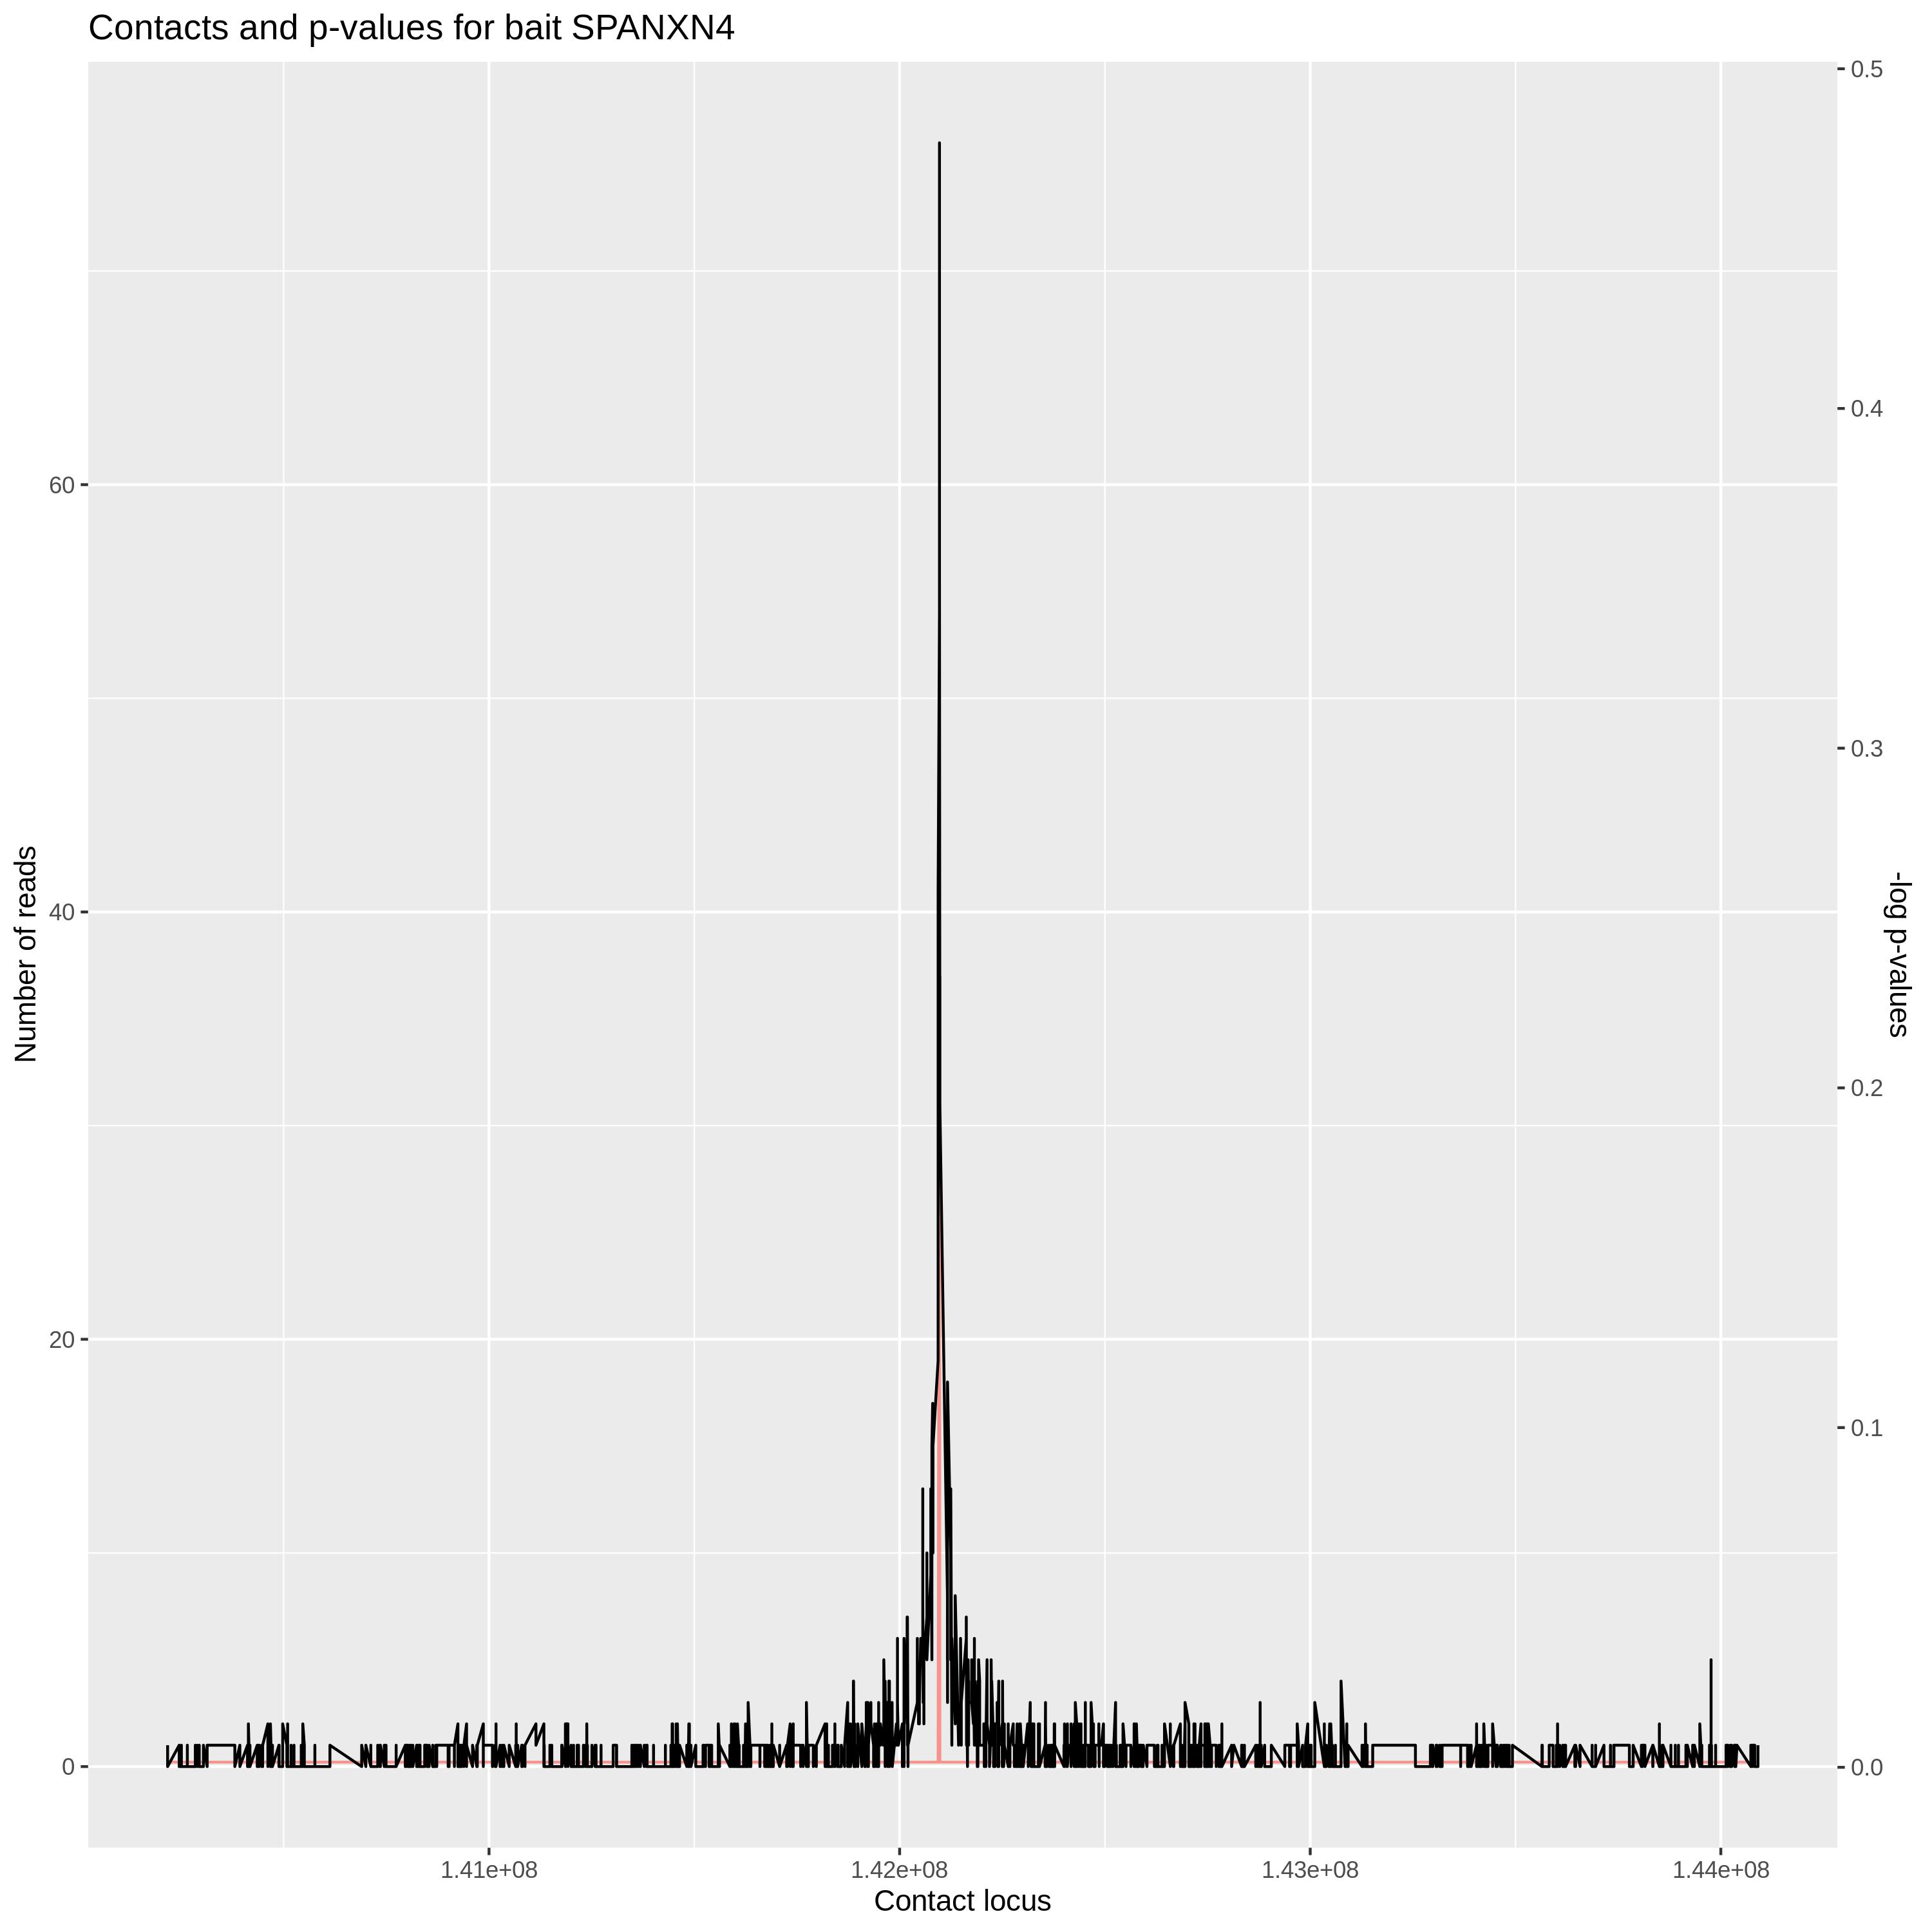 Contacts and p-values for bait SPANXN4
0.5
0.4
60
0.3
Number of reads
40
-log p-values
0.2
20
0.1
0
0.0
1.41e+08
1.42e+08
1.43e+08
1.44e+08
Contact locus